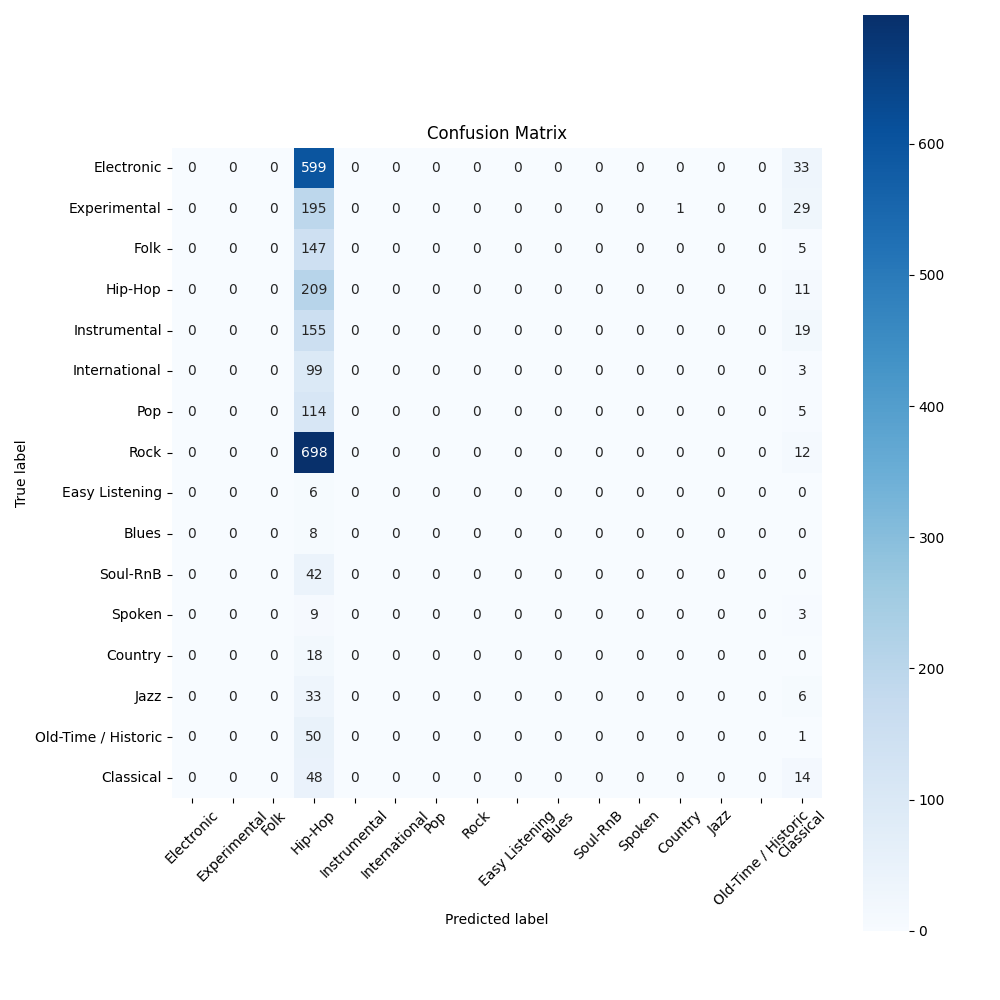 Confusion Matrix
Electronic 0 0 0 599 0 0 0 0 0 0 0 0 0 0 0 33
Experimental 0 0 0 195 0 0 0 0 0 0 0 0 1 0 0 29
Folk 0 0 0 147 0 0 0 0 0 0 0 0 0 0 0 5
Hip-Hop 0 0 0 209 0 0 0 0 0 0 0 0 0 0 0 11
Instrumental 0 0 0 155 0 0 0 0 0 0 0 0 0 0 0 19
International 0 0 0 99 0 0 0 0 0 0 0 0 0 0 0 3
Pop 0 0 0 114 0 0 0 0 0 0 0 0 0 0 0 5
Rock 0 0 0 698 0 0 0 0 0 0 0 0 0 0 0 12
Easy Listening 0 0 0 6 0 0 0 0 0 0 0 0 0 0 0 0
Blues 0 0 0 8 0 0 0 0 0 0 0 0 0 0 0 0
Soul-RnB 0 0 0 42 0 0 0 0 0 0 0 0 0 0 0 0
Spoken 0 0 0 9 0 0 0 0 0 0 0 0 0 0 0 3
Country 0 0 0 18 0 0 0 0 0 0 0 0 0 0 0 0
Jazz 0 0 0 33 0 0 0 0 0 0 0 0 0 0 0 6
Old-Time / Historic 0 0 0 50 0 0 0 0 0 0 0 0 0 0 0 1
Classical 0 0 0 48 0 0 0 0 0 0 0 0 0 0 0 14
True label
Electronic Experimental Folk Hip-Hop Instrumental International Pop Rock Easy Listening Blues Soul-RnB Spoken Country Jazz Old-Time / Historic Classical
Predicted label
600
500
400
300
200
100
0